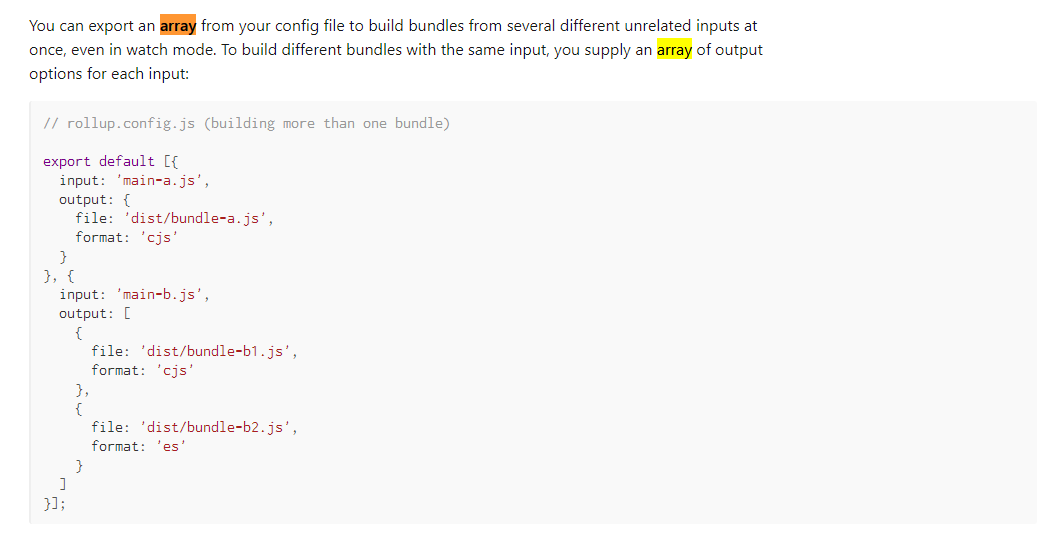 You can export an array from your config file to build bundles from several different unrelated inputs at
once, even in watch mode. To build different bundles with the same input, you supply an array of output
options for each input:
// rollup.config.js (building more than one bundle)
export default [{
  input: 'main-a.js',
  output: {
    file: 'dist/bundle-a.js',
    format: 'cjs'
  }
}, {
  input: 'main-b.js',
  output: [
    {
      file: 'dist/bundle-b1.js',
      format: 'cjs'
    },
    {
      file: 'dist/bundle-b2.js',
      format: 'es'
    }
  ]
}];